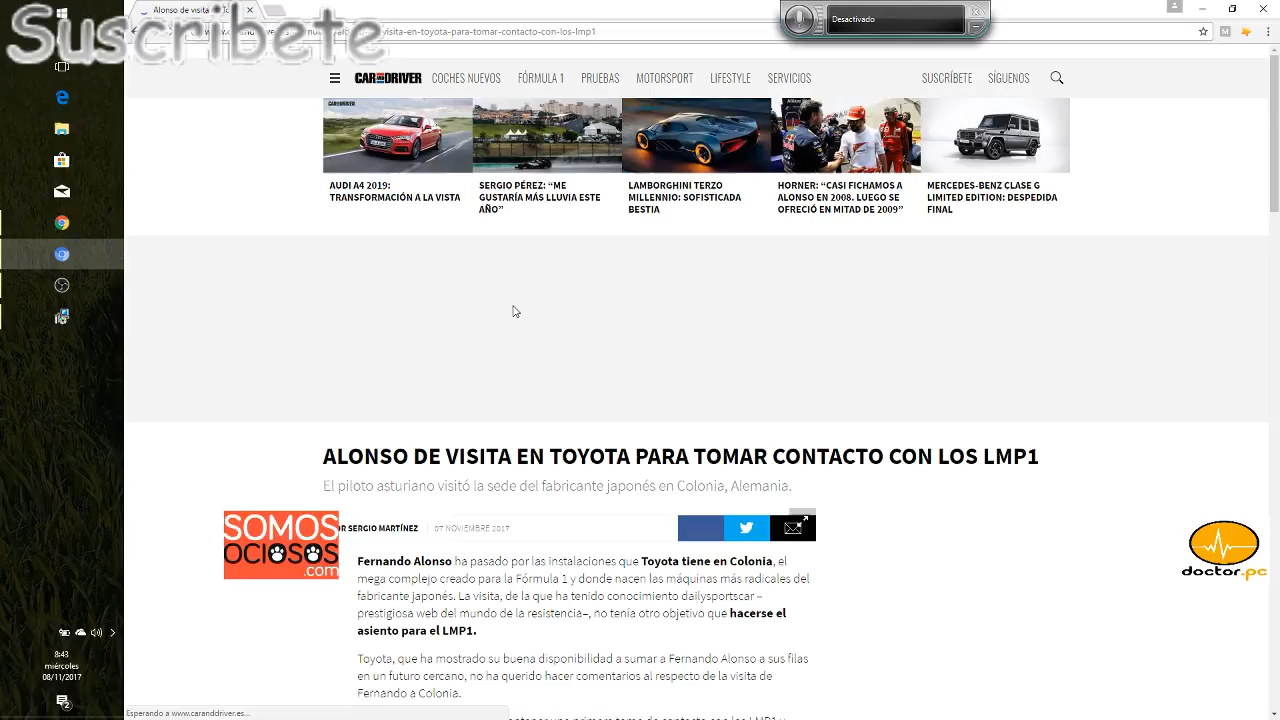 Suscribete
Alonso de visita en To
visita-en-toyota-para-tomar-contacto-con-los-lmp1
Desactivado
CAR AND DRIVER COCHES NUEVOS FÓRMULA 1 PRUEBAS MOTORSPORT LIFESTYLE SERVICIOS SUSCRÍBETE SÍGUENOS
CAR AND DRIVER
AUDI A4 2019:
TRANSFORMACIÓN A LA VISTA
SERGIO PÉREZ: “ME
GUSTARÍA MÁS LLUVIA ESTE
AÑO”
LAMBORGHINI TERZO
MILLENNIO: SOFISTICADA
BESTIA
HORNER: “CASI FICHAMOS A
ALONSO EN 2008. LUEGO SE
OFRECIÓ EN MITAD DE 2009”
MERCEDES-BENZ CLASE G
LIMITED EDITION: DESPEDIDA
FINAL
ALONSO DE VISITA EN TOYOTA PARA TOMAR CONTACTO CON LOS LMP1
El piloto asturiano visitó la sede del fabricante japonés en Colonia, Alemania.
SOMOS
OCIOSOS
.com
OR SERGIO MARTÍNEZ 07 NOVIEMBRE 2017
Fernando Alonso ha pasado por las instalaciones que Toyota tiene en Colonia, el
mega complejo creado para la Fórmula 1 y donde nacen las máquinas más radicales del
fabricante japonés. La visita, de la que ha tenido conocimiento dailysportscar –
prestigiosa web del mundo de la resistencia–, no tenía otro objetivo que hacerse el
asiento para el LMP1.
Toyota, que ha mostrado su buena disponibilidad a sumar a Fernando Alonso a sus filas
en un futuro cercano, no ha querido hacer comentarios al respecto de la visita de
Fernando a Colonia.
doctor.pc
8:43
miércoles
08/11/2017
2
Esperando a www.caranddriver.es...